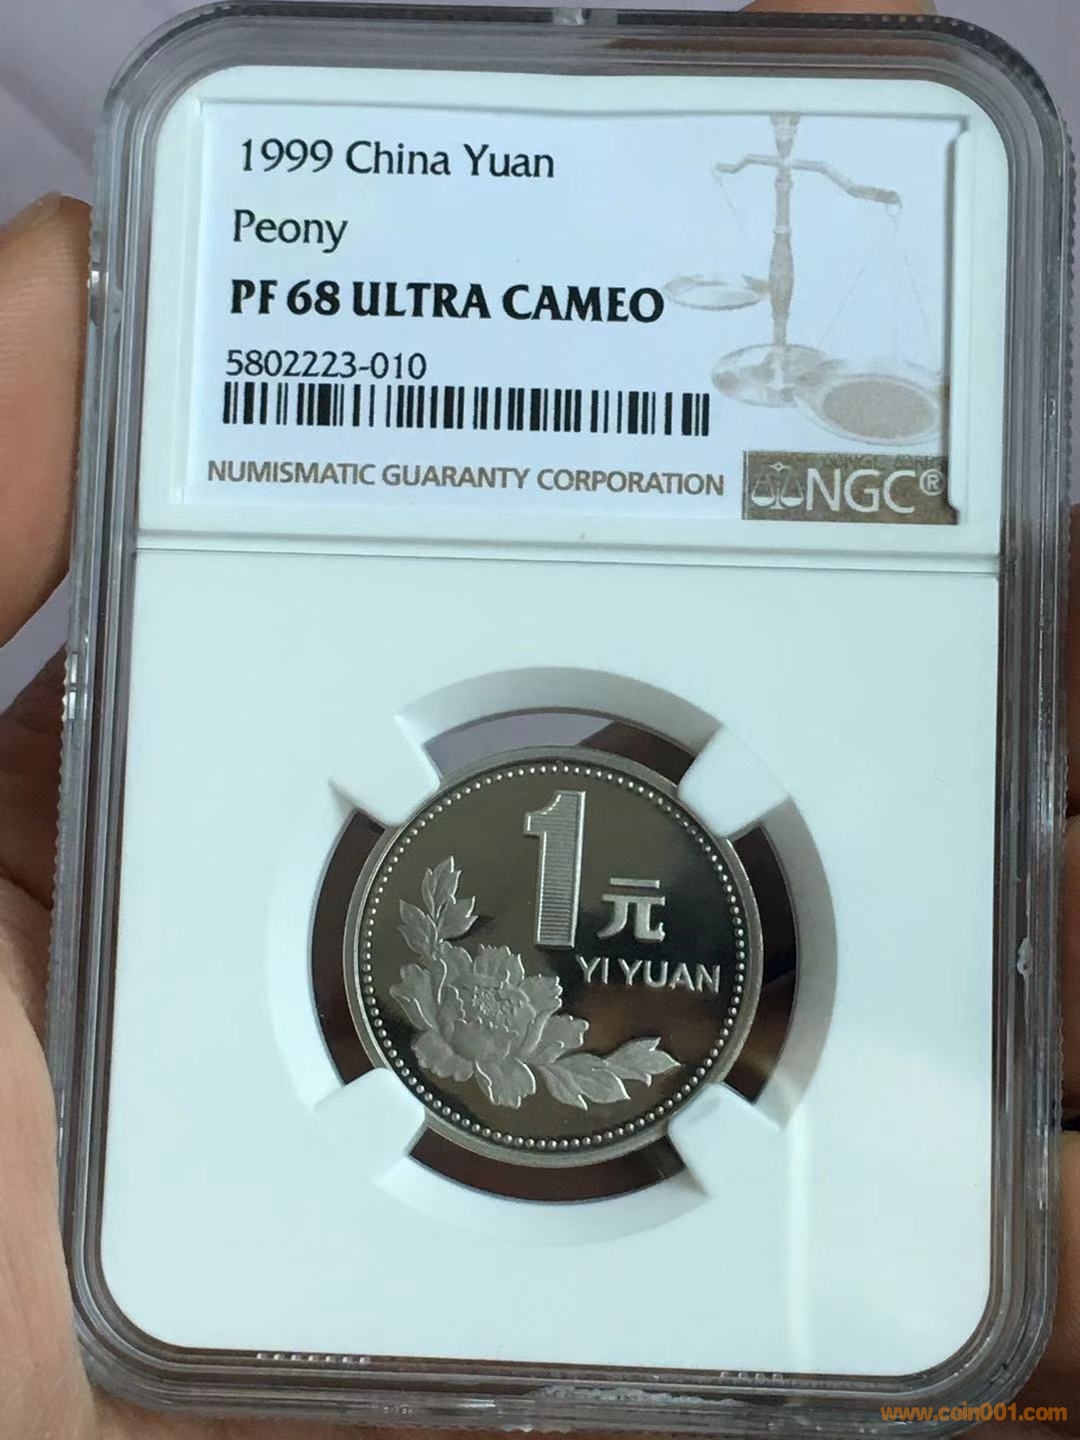 1999 China Yuan
Peony
PF 68 ULTRA CAMEO
5802223-010
NUMISMATIC GUARANTY CORPORATION
NGC®
1元
YI YUAN
www.coin001.com